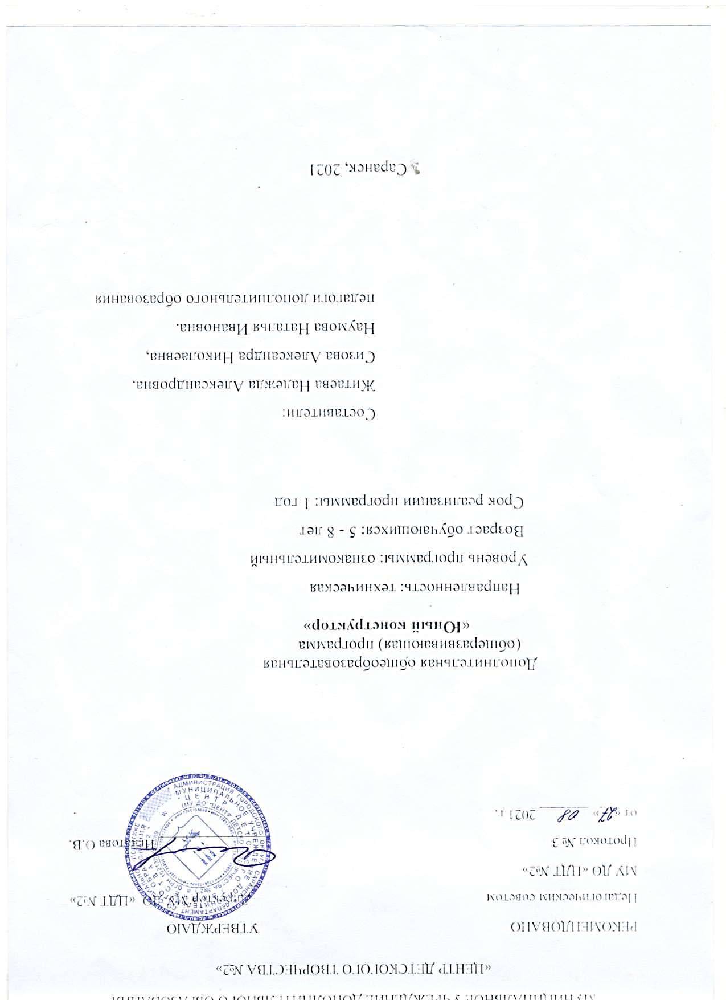 МУНИЦИПАЛЬНОЕ УЧРЕЖДЕНИЕ ДОПОЛНИТЕЛЬНОГО ОБРАЗОВАНИЯ
«ЦЕНТР ДЕТСКОГОГО ТВОРЧЕСТВА №2»
РЕКОМЕНДОВАНО
Педагогическим советом
МУ ДО «ЦДТ №2»
Протокол № 3
от «27» 08 2021 г.
УТВЕРЖДАЮ
Директор МУ ДО «ЦДТ №2»
О.В.
Дополнительная общеобразовательная
(общеразвивающая) программа
«Юный конструктор»
Направленность: техническая
Уровень программы: ознакомительный
Возраст обучающихся: 5 - 8 лет
Срок реализации программы: 1 год
Составители:
Житаева Надежда Александровна,
Сизова Александра Николаевна,
Наумова Наталья Ивановна.
педагоги дополнительного образования
Саранск, 2021